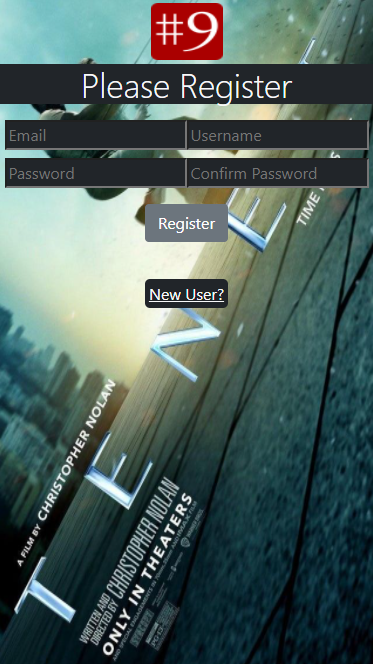 #9
Please Register
Email
Username
Password
Confirm Password
Register
New User?
TIME
TENET
A FILM BY CHRISTOPHER NOLAN
WRITTEN AND
DIRECTED BY CHRISTOPHER NOLAN
ONLY IN THEATERS